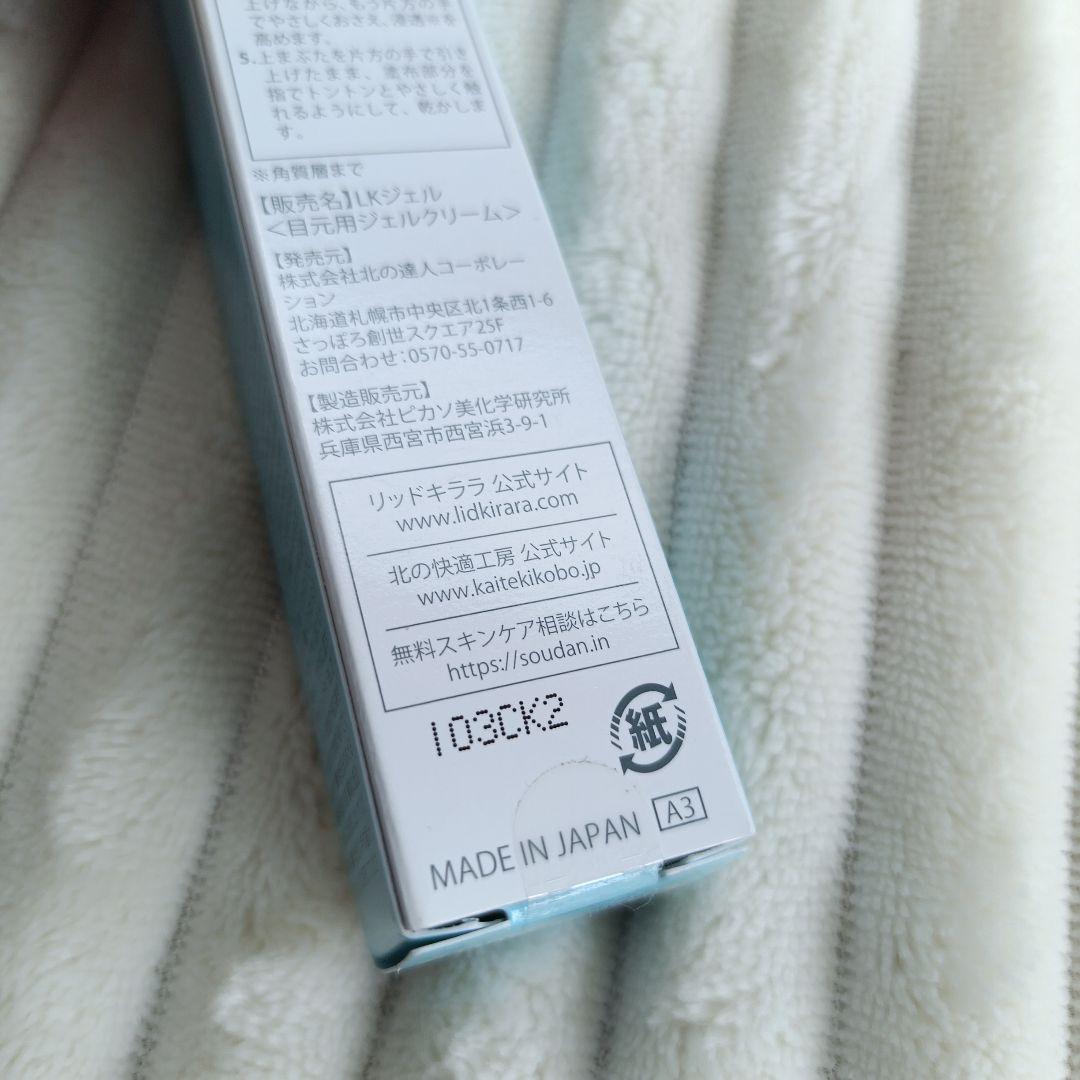 上げながら、もう片方の手
でやさしくおさえ、浸透※を
高めます。
5.上まぶたを片方の手で引き
上げたまま、塗布部分を
指でトントンとやさしく触
れるようにして、乾かしま
す。
※角質層まで
【販売名】LKジェル
＜目元用ジェルクリーム＞
【発売元】
株式会社北の達人コーポレー
ション
北海道札幌市中央区北1条西1-6
さっぽろ創世スクエア25F
お問合わせ：0570-55-0717
【製造販売元】
株式会社ピカソ美化学研究所
兵庫県西宮市西宮浜3-9-1
リッドキララ 公式サイト
www.lidkirara.com
北の快適工房 公式サイト
www.kaitekikobo.jp
無料スキンケア相談はこちら
https://soudan.in
103CK2
紙
MADE IN JAPAN A3